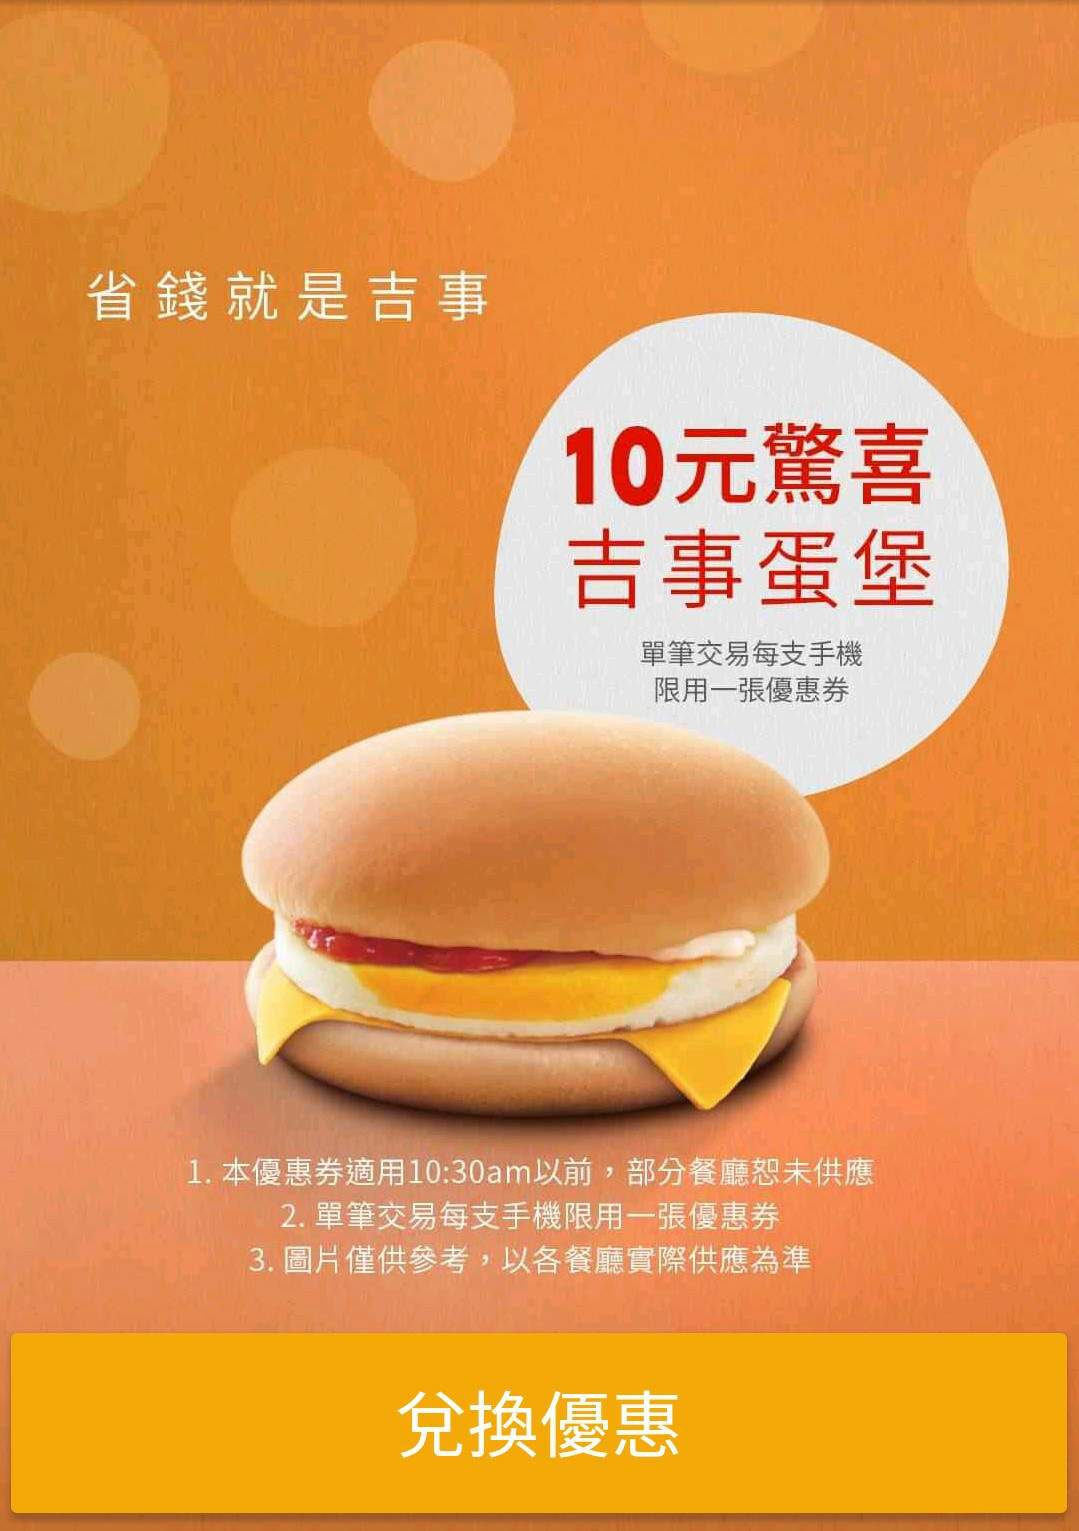 省錢就是吉事
10元驚喜
吉事蛋堡
單筆交易每支手機
限用一張優惠券
1. 本優惠券適用10:30am以前，部分餐廳恕未供應
2. 單筆交易每支手機限用一張優惠券
3. 圖片僅供參考，以各餐廳實際供應為準
兌換優惠